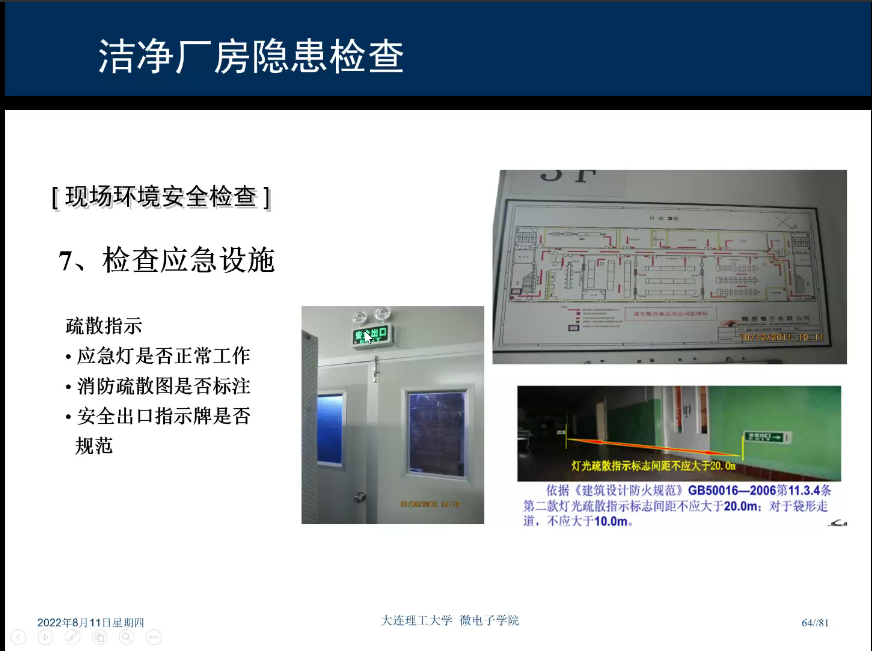 洁净厂房隐患检查
[ 现场环境安全检查 ]
7、检查应急设施
疏散指示
• 应急灯是否正常工作
• 消防疏散图是否标注
• 安全出口指示牌是否
规范
5F
安全出口
灯光疏散指示标志间距不应大于20.0m
依据《建筑设计防火规范》GB50016—2006第11.3.4条
第二款灯光疏散指示标志间距不应大于20.0m；对于袋形走
道，不应大于10.0m。
2022年8月11日星期四
大连理工大学 微电子学院
64//81